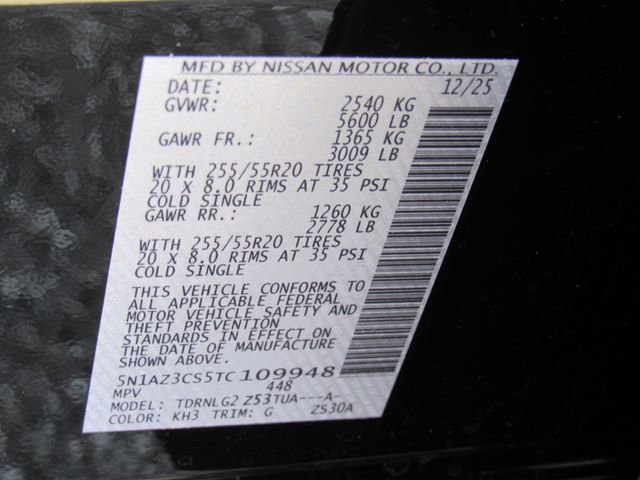 MFD BY NISSAN MOTOR CO., LTD.
DATE: 12/25
GVWR: 2540 KG
5600 LB
GAWR FR.: 1365 KG
3009 LB
WITH 255/55R20 TIRES
20 X 8.0 RIMS AT 35 PSI
COLD SINGLE
GAWR RR.: 1260 KG
2778 LB
WITH 255/55R20 TIRES
20 X 8.0 RIMS AT 35 PSI
COLD SINGLE
THIS VEHICLE CONFORMS TO
ALL APPLICABLE FEDERAL
MOTOR VEHICLE SAFETY AND
THEFT PREVENTION
STANDARDS IN EFFECT ON
THE DATE OF MANUFACTURE
SHOWN ABOVE.
5N1AZ3CS5TC109948
MPV 448
MODEL: TDRNLG2 Z53TUA---A-
COLOR: KH3 TRIM: G ZS30A